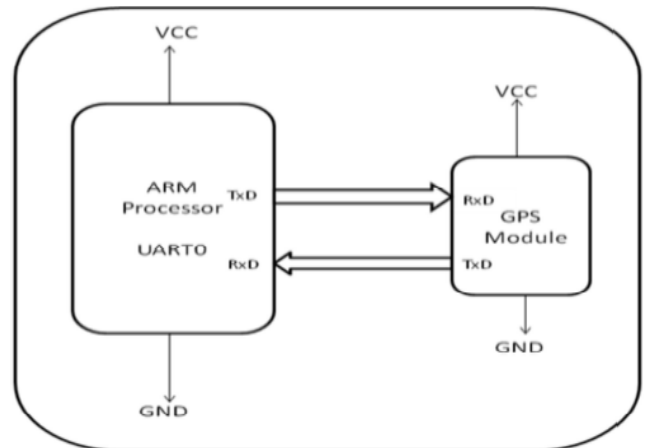 VCC
VCC
ARM
Processor
UART0
TxD
RxD
RxD
GPS
Module
TxD
GND
GND